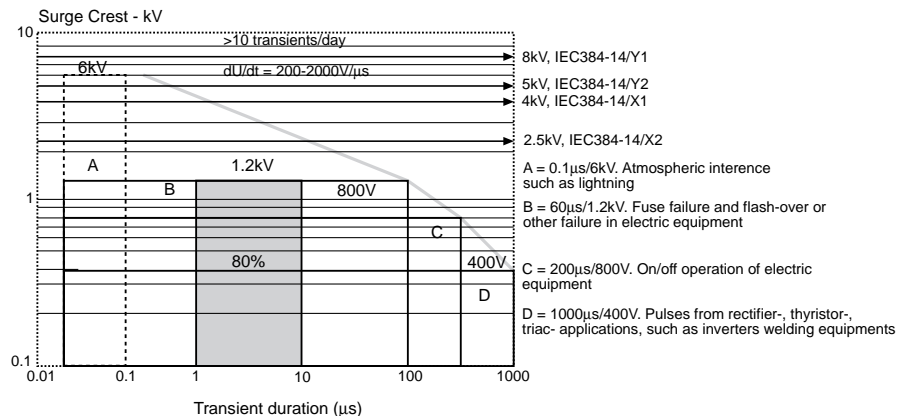 Surge Crest - kV
10
>10 transients/day
8kV, IEC384-14/Y1
6kV
dU/dt = 200-2000V/µs
5kV, IEC384-14/Y2
4kV, IEC384-14/X1
2.5kV, IEC384-14/X2
A
1.2kV
A = 0.1µs/6kV. Atmospheric interence
such as lightning
B
800V
1
B = 60µs/1.2kV. Fuse failure and flash-over or
other failure in electric equipment
C
80%
400V
C = 200µs/800V. On/off operation of electric
equipment
D
D = 1000µs/400V. Pulses from rectifier-, thyristor-,
triac- applications, such as inverters welding equipments
0.1
0.01 0.1 1 10 100 1000
Transient duration (µs)